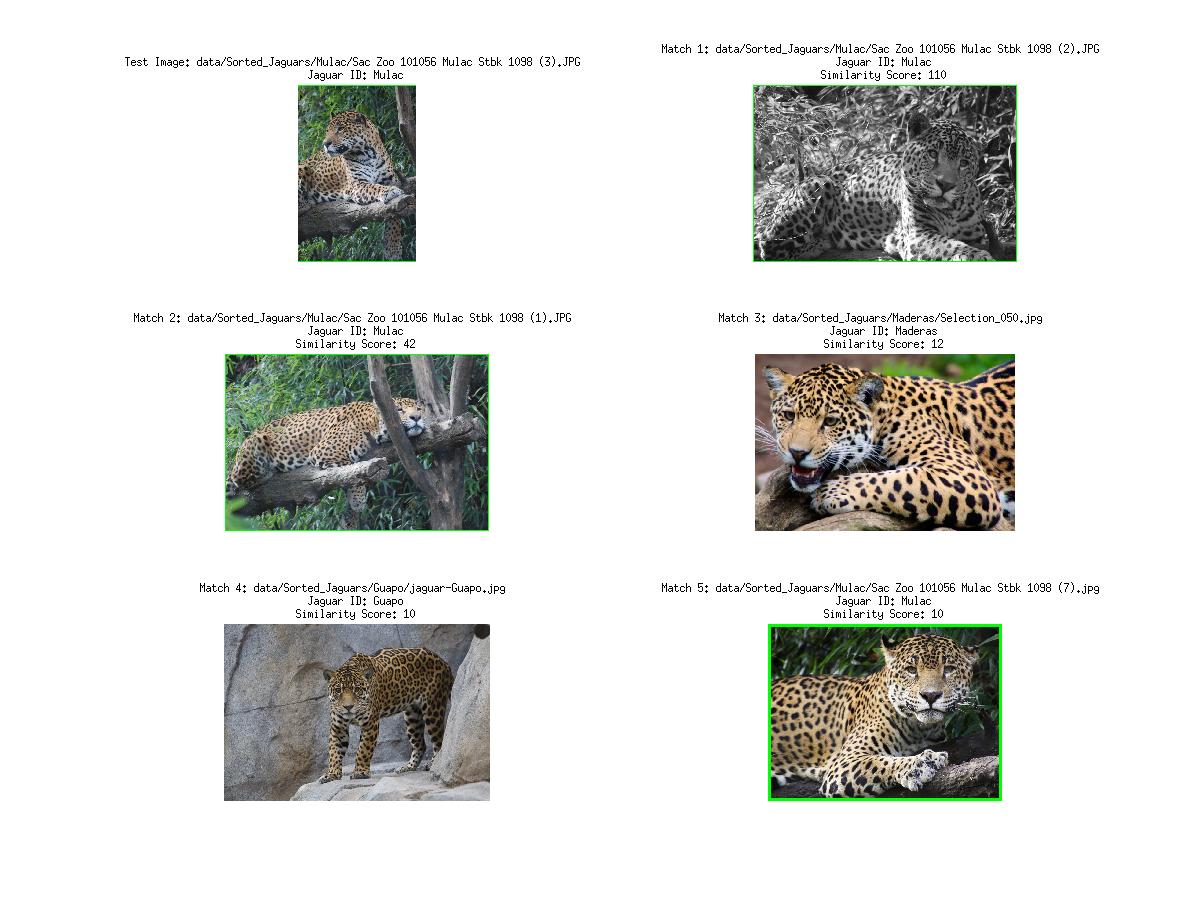 Test Image: data/Sorted_Jaguars/Mulac/Sac Zoo 101056 Mulac Stbk 1098 (3).JPG
Jaguar ID: Mulac
Match 1: data/Sorted_Jaguars/Mulac/Sac Zoo 101056 Mulac Stbk 1098 (2).JPG
Jaguar ID: Mulac
Similarity Score: 110
Match 2: data/Sorted_Jaguars/Mulac/Sac Zoo 101056 Mulac Stbk 1098 (1).JPG
Jaguar ID: Mulac
Similarity Score: 42
Match 3: data/Sorted_Jaguars/Maderas/Selection_050.jpg
Jaguar ID: Maderas
Similarity Score: 12
Match 4: data/Sorted_Jaguars/Guapo/jaguar-Guapo.jpg
Jaguar ID: Guapo
Similarity Score: 10
Match 5: data/Sorted_Jaguars/Mulac/Sac Zoo 101056 Mulac Stbk 1098 (7).jpg
Jaguar ID: Mulac
Similarity Score: 10